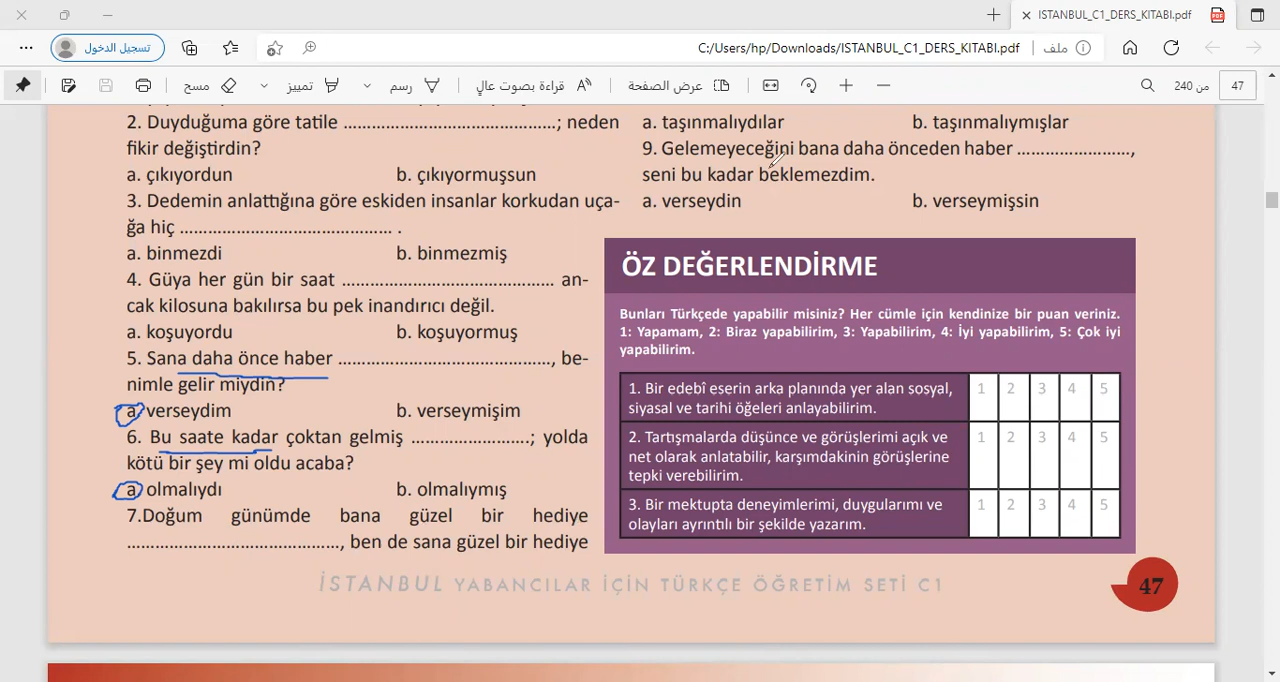 ISTANBUL_C1_DERS_KITABI.pdf
تسجيل الدخول
C:/Users/hp/Downloads/ISTANBUL_C1_DERS_KITABI.pdf
ملف
مسح
تمييز
رسم
قراءة بصوت عالٍ
عرض الصفحة
من 240
47
2. Duyduğuma göre tatile ................................................; neden
fikir değiştirdin?
a. çıkıyordun b. çıkıyormuşsun
3. Dedemin anlattığına göre eskiden insanlar korkudan uça-
ğa hiç ................................................ .
a. binmezdi b. binmezmiş
4. Güya her gün bir saat ................................................ an-
cak kilosuna bakılırsa bu pek inandırıcı değil.
a. koşuyordu b. koşuyormuş
5. Sana daha önce haber ................................................, be-
nimle gelir miydin?
a verseydim b. verseymişim
6. Bu saate kadar çoktan gelmiş ..........................; yolda
kötü bir şey mi oldu acaba?
a olmalıydı b. olmalıymış
7.Doğum günümde bana güzel bir hediye
................................................, ben de sana güzel bir hediye
a. taşınmalıydılar b. taşınmalıymışlar
9. Gelemeyeceğini bana daha önceden haber .........................,
seni bu kadar beklemezdim.
a. verseydin b. verseymişsin
ÖZ DEĞERLENDİRME
Bunları Türkçede yapabilir misiniz? Her cümle için kendinize bir puan veriniz.
1: Yapamam, 2: Biraz yapabilirim, 3: Yapabilirim, 4: İyi yapabilirim, 5: Çok iyi
yapabilirim.
1. Bir edebî eserin arka planında yer alan sosyal, 1 2 3 4 5
siyasal ve tarihi öğeleri anlayabilirim.
2. Tartışmalarda düşünce ve görüşlerimi açık ve 1 2 3 4 5
net olarak anlatabilir, karşımdakinin görüşlerine
tepki verebilirim.
3. Bir mektupta deneyimlerimi, duygularımı ve 1 2 3 4 5
olayları ayrıntılı bir şekilde yazarım.
İSTANBUL YABANCILAR İÇİN TÜRKÇE ÖĞRETİM SETİ C1
47